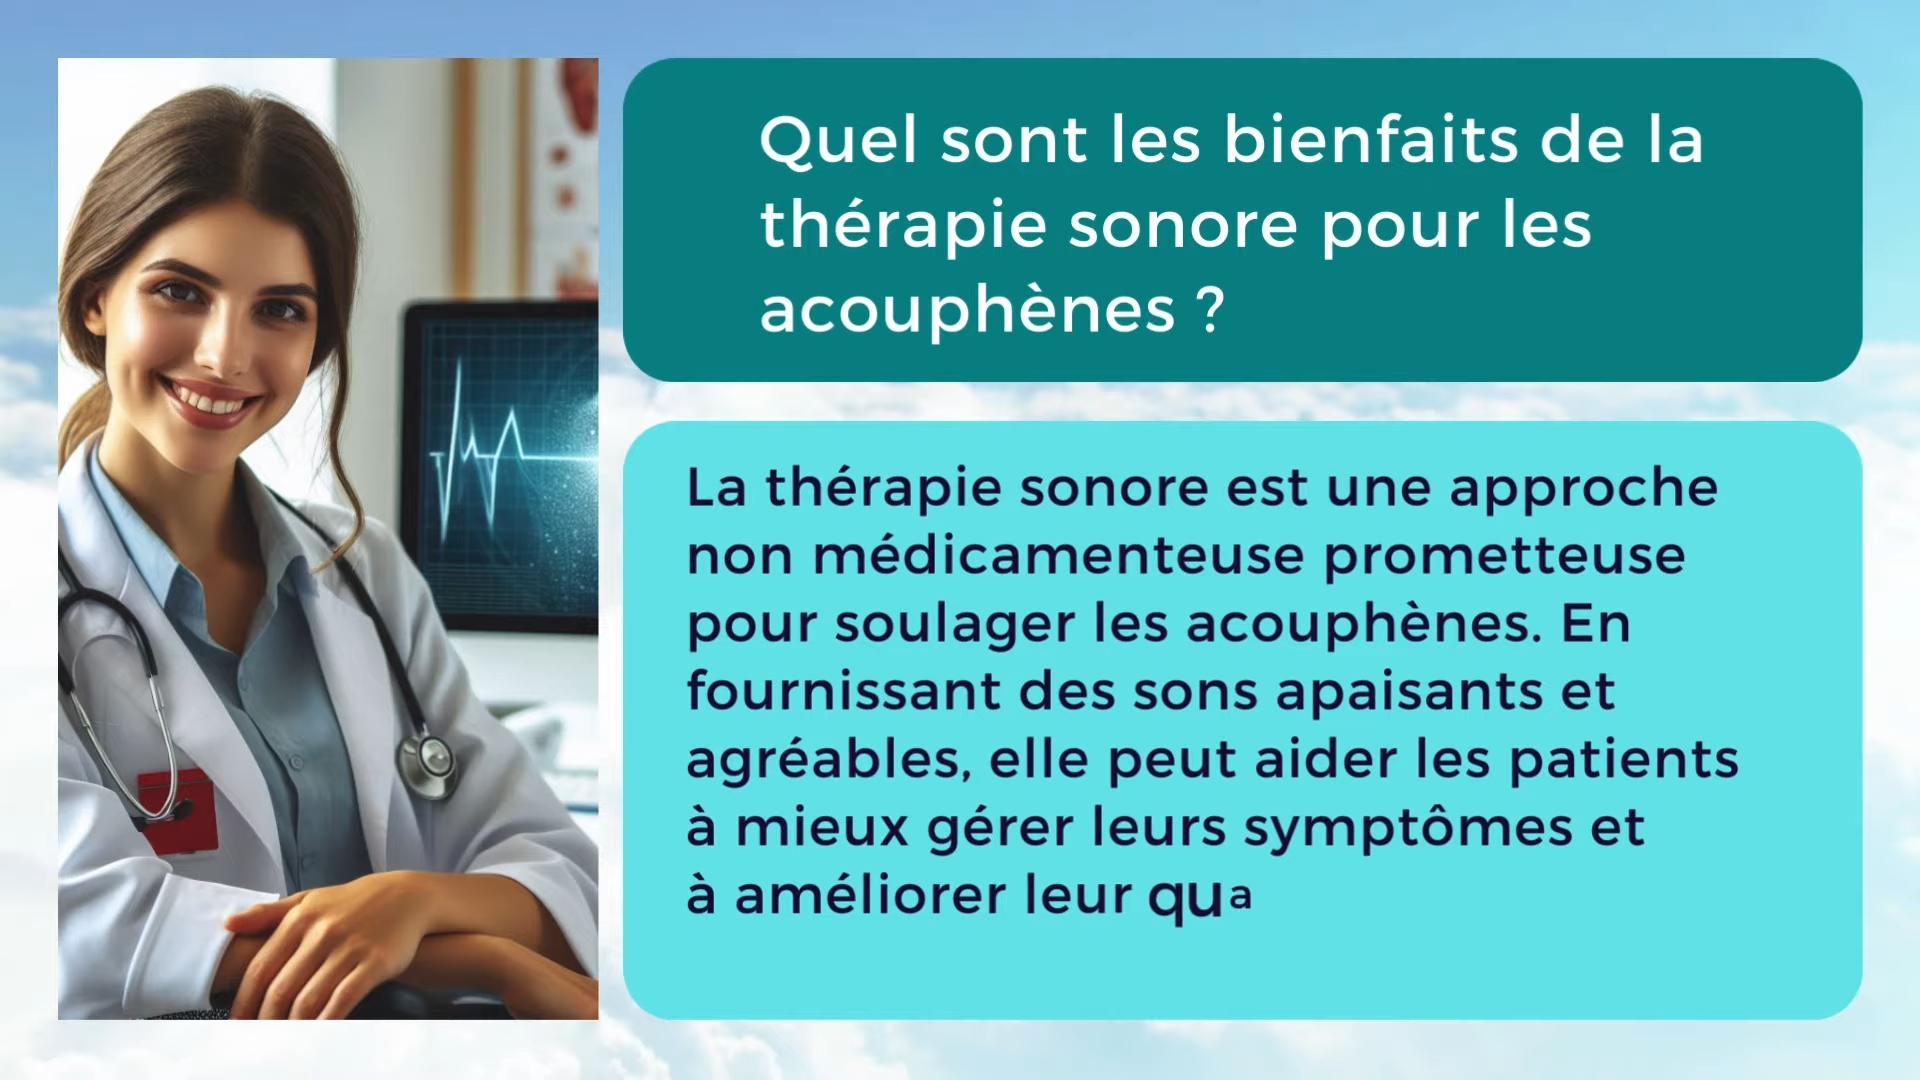 Quel sont les bienfaits de la
thérapie sonore pour les
acouphènes ?
La thérapie sonore est une approche
non médicamenteuse prometteuse
pour soulager les acouphènes. En
fournissant des sons apaisants et
agréables, elle peut aider les patients
à mieux gérer leurs symptômes et
à améliorer leur qua